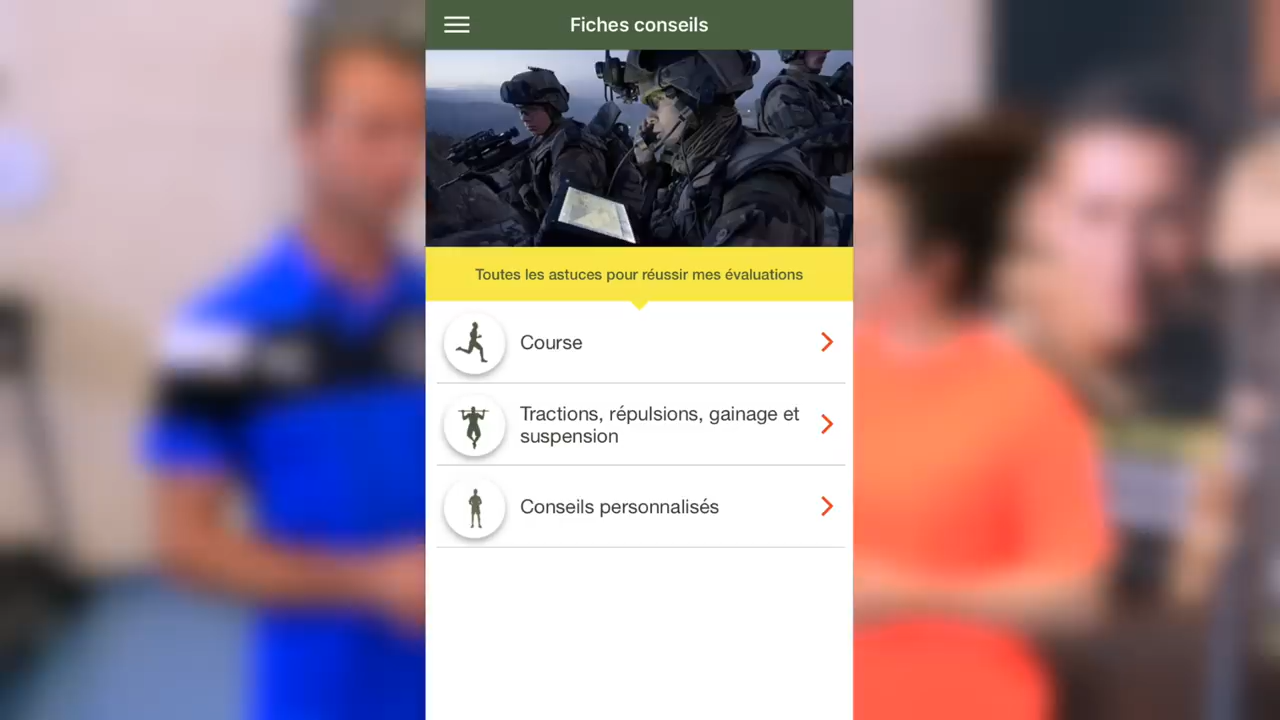 Fiches conseils
Toutes les astuces pour réussir mes évaluations
Course
Tractions, répulsions, gainage et
suspension
Conseils personnalisés